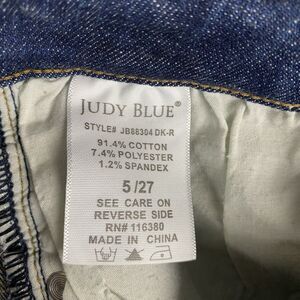 JUDY BLUE®
STYLE# JB88304 DK-R
91.4% COTTON
7.4% POLYESTER
1.2% SPANDEX
5/27
SEE CARE ON
REVERSE SIDE
RN# 116380
MADE IN CHINA